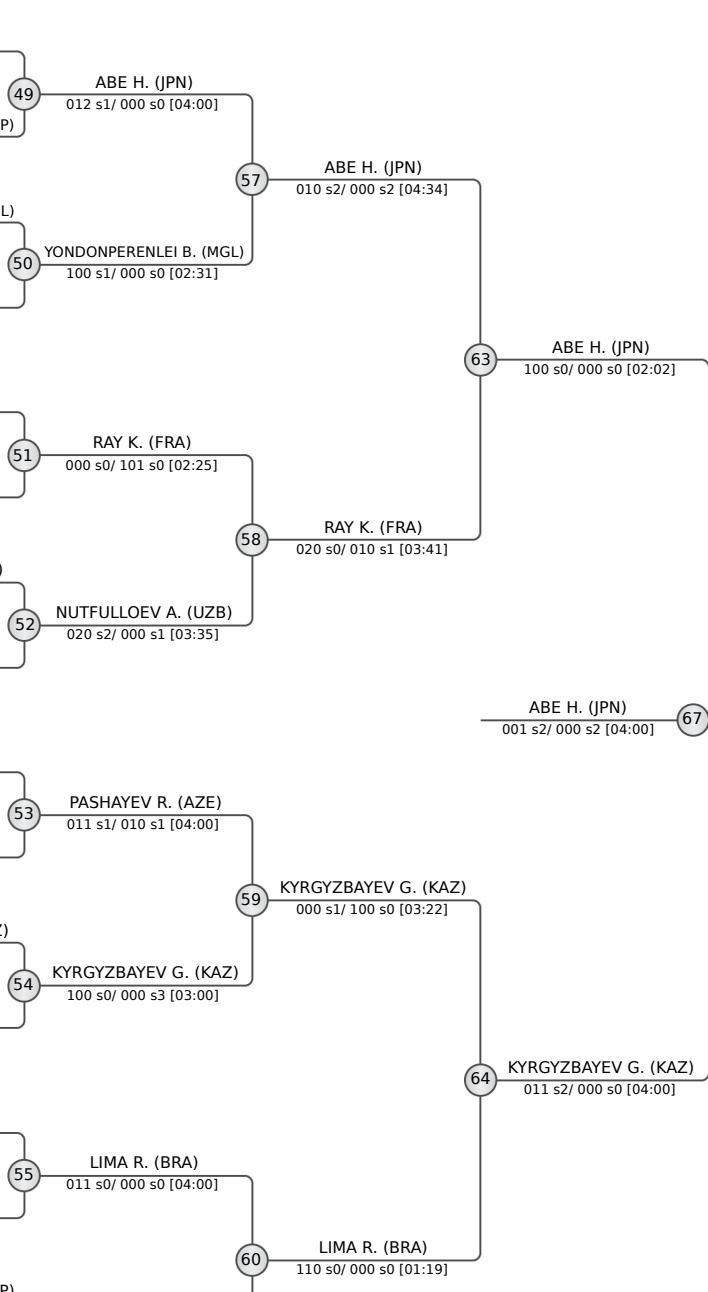 ABE H. (JPN)
49
012 s1/ 000 s0 [04:00]
P)
ABE H. (JPN)
57
010 s2/ 000 s2 [04:34]
L)
YONDONPERENLEI B. (MGL)
50
100 s1/ 000 s0 [02:31]
ABE H. (JPN)
63
100 s0/ 000 s0 [02:02]
RAY K. (FRA)
51
000 s0/ 101 s0 [02:25]
RAY K. (FRA)
58
020 s0/ 010 s1 [03:41]
)
NUTFULLOEV A. (UZB)
52
020 s2/ 000 s1 [03:35]
ABE H. (JPN)
67
001 s2/ 000 s2 [04:00]
PASHAYEV R. (AZE)
53
011 s1/ 010 s1 [04:00]
KYRGYZBAYEV G. (KAZ)
59
000 s1/ 100 s0 [03:22]
Z)
KYRGYZBAYEV G. (KAZ)
54
100 s0/ 000 s3 [03:00]
KYRGYZBAYEV G. (KAZ)
64
011 s2/ 000 s0 [04:00]
LIMA R. (BRA)
55
011 s0/ 000 s0 [04:00]
LIMA R. (BRA)
60
110 s0/ 000 s0 [01:19]
P)